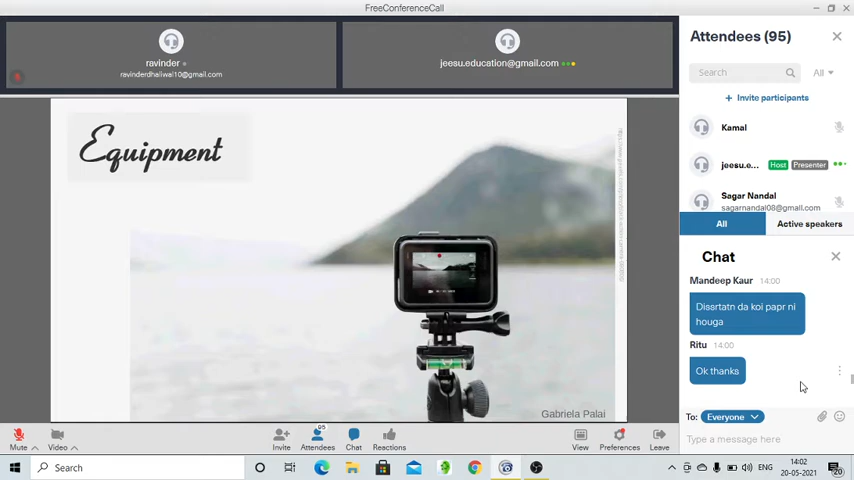 FreeConferenceCall
ravinder
ravinderdhaliwal10@gmail.com
jeesu.education@gmail.com
Equipment
Gabriela Palai
Attendees (95)
Search
All
+ Invite participants
Kamal
jeesu.e...
Host
Presenter
Sagar Nandal
sagarnandal08@gmail.com
All
Active speakers
Chat
Mandeep Kaur 14:00
Dissrtatn da koi papr ni
houga
Ritu 14:00
Ok thanks
To: Everyone
Type a message here
Mute
Video
Invite
95
Attendees
Chat
Reactions
View
Preferences
Leave
Search
ENG
14:02
20-05-2021
20